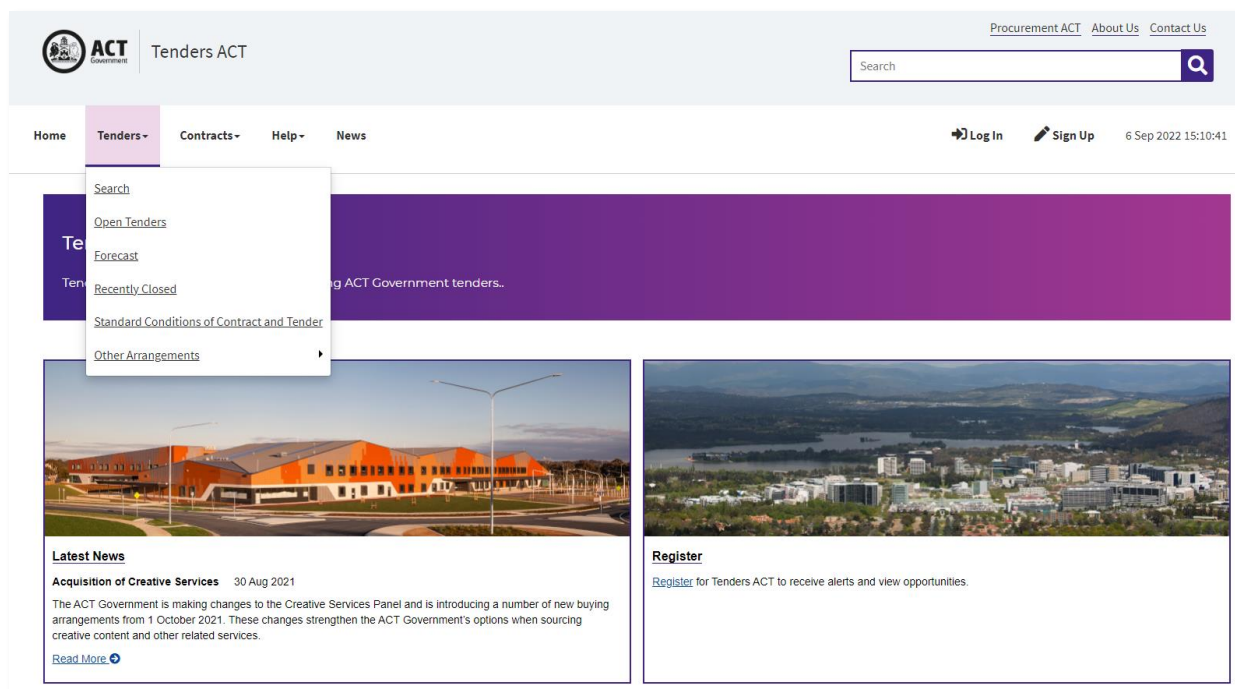 Procurement ACT About Us Contact Us
ACT
Government
Tenders ACT
Search
Home Tenders Contracts Help News Log In Sign Up 6 Sep 2022 15:10:41
Search
Open Tenders
Forecast
Recently Closed
Standard Conditions of Contract and Tender
Other Arrangements
ACT Government tenders..
Latest News
Acquisition of Creative Services 30 Aug 2021
The ACT Government is making changes to the Creative Services Panel and is introducing a number of new buying
arrangements from 1 October 2021. These changes strengthen the ACT Government's options when sourcing
creative content and other related services.
Read More
Register
Register for Tenders ACT to receive alerts and view opportunities.